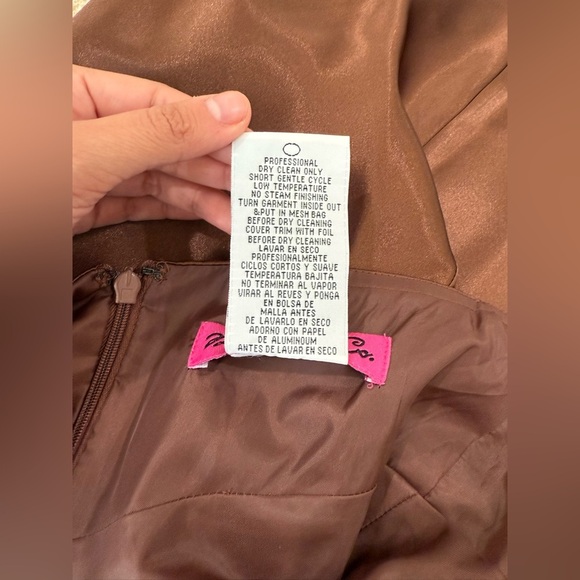 PROFESSIONAL
DRY CLEAN ONLY
SHORT GENTLE CYCLE
LOW TEMPERATURE
NO STEAM FINISHING
TURN GARMENT INSIDE OUT
&PUT IN MESH BAG
BEFORE DRY CLEANING
COVER TRIM WITH FOIL
BEFORE DRY CLEANING
LAVAR EN SECO
PROFESIONALMENTE
CICLOS CORTOS Y SUAVE
TEMPERATURA BAJITA
NO TERMINAR AL VAPOR
VIRAR AL REVES Y PONGA
EN BOLSA DE
MALLA ANTES
DE LAVARLO EN SECO
ADORNO CON PAPEL
DE ALUMINOUM
ANTES DE LAVAR EN SECO
Co.